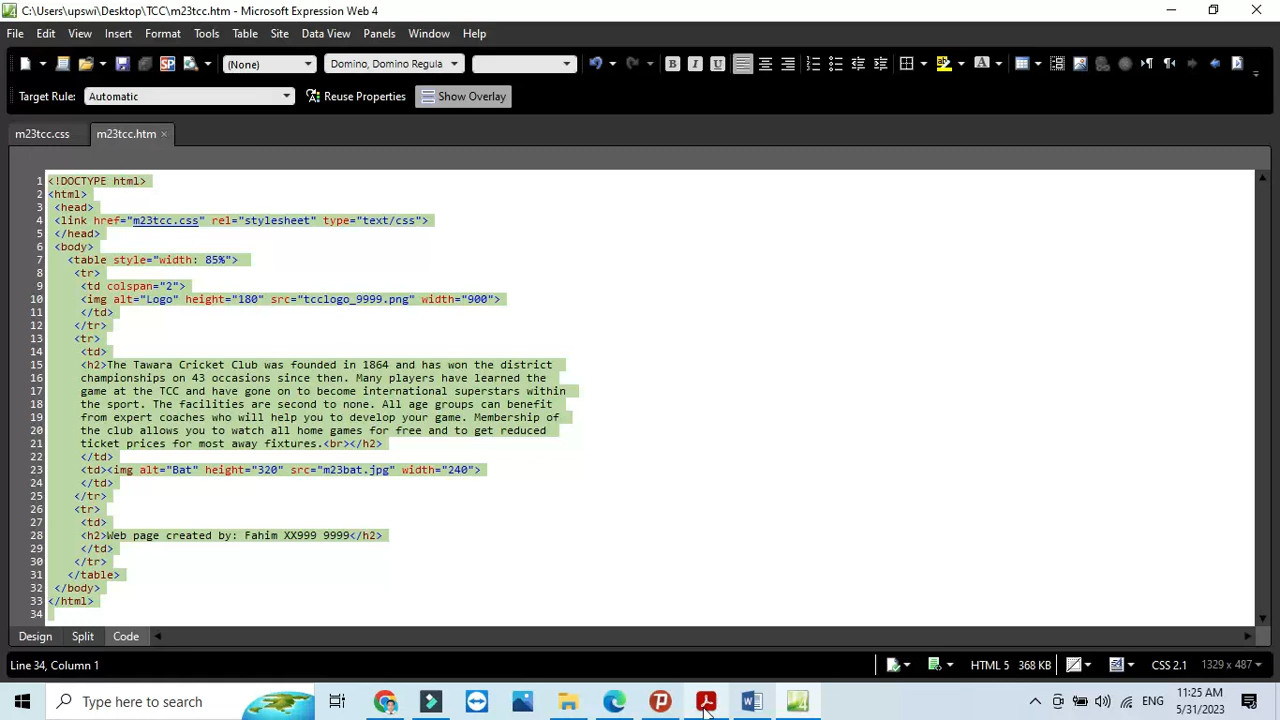 C:\Users\upswi\Desktop\TCC\m23tcc.htm - Microsoft Expression Web 4
File Edit View Insert Format Tools Table Site Data View Panels Window Help
(None) Domino, Domino Regula
Target Rule: Automatic Reuse Properties Show Overlay
m23tcc.css m23tcc.htm
1 <!DOCTYPE html>
2 <html>
3 <head>
4 <link href="m23tcc.css" rel="stylesheet" type="text/css">
5 </head>
6 <body>
7 <table style="width: 85%">
8 <tr>
9 <td colspan="2">
10 <img alt="Logo" height="180" src="tcclogo_9999.png" width="900">
11 </td>
12 </tr>
13 <tr>
14 <td>
15 <h2>The Tawara Cricket Club was founded in 1864 and has won the district
16 championships on 43 occasions since then. Many players have learned the
17 game at the TCC and have gone on to become international superstars within
18 the sport. The facilities are second to none. All age groups can benefit
19 from expert coaches who will help you to develop your game. Membership of
20 the club allows you to watch all home games for free and to get reduced
21 ticket prices for most away fixtures.<br></h2>
22 </td>
23 <td><img alt="Bat" height="320" src="m23bat.jpg" width="240">
24 </td>
25 </tr>
26 <tr>
27 <td>
28 <h2>Web page created by: Fahim XX999 9999</h2>
29 </td>
30 </tr>
31 </table>
32 </body>
33 </html>
34
Design Split Code
Line 34, Column 1 HTML 5 368 KB CSS 2.1 1329 x 487
Type here to search ENG 11:25 AM
5/31/2023